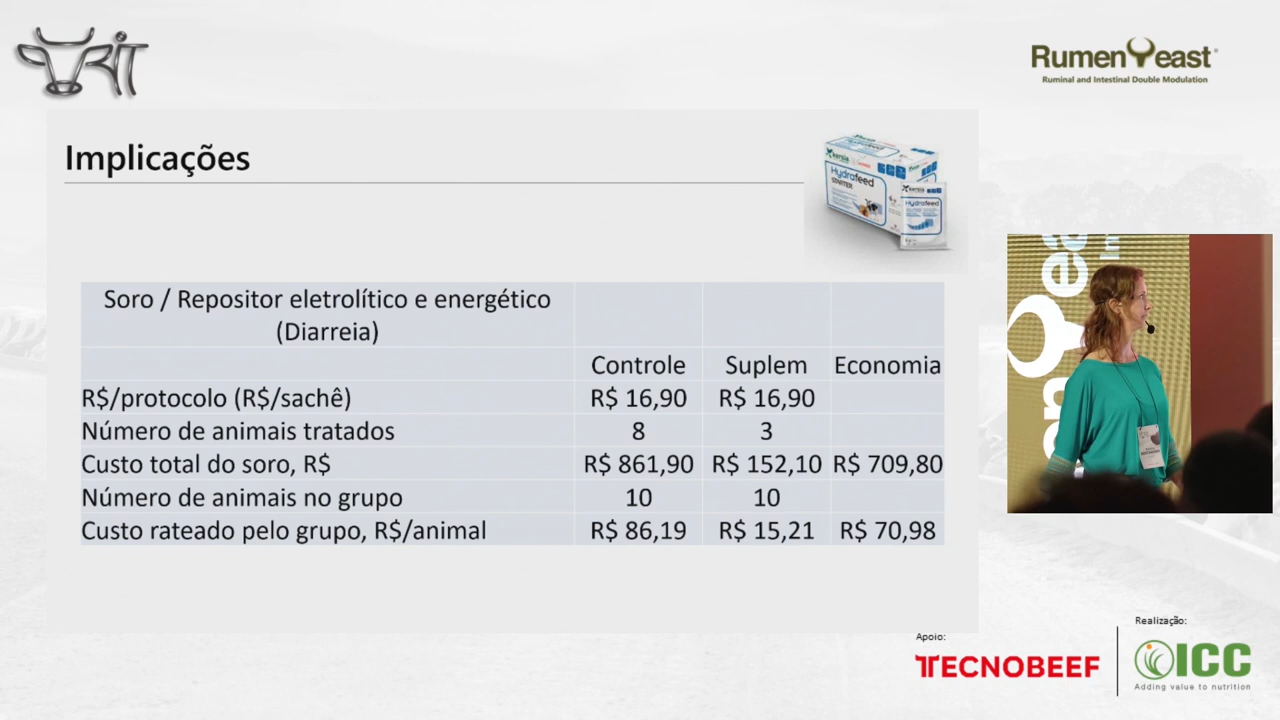 TRiT
RumenYeast
Ruminal and Intestinal Double Modulation
Implicações
Hydrafeed
STARTER
Hydrafeed
Soro / Repositor eletrolítico e energético
(Diarreia)
Controle Suplem Economia
R$/protocolo (R$/sachê) R$ 16,90 R$ 16,90
Número de animais tratados 8 3
Custo total do soro, R$ R$ 861,90 R$ 152,10 R$ 709,80
Número de animais no grupo 10 10
Custo rateado pelo grupo, R$/animal R$ 86,19 R$ 15,21 R$ 70,98
Apoio:
TECNOBEEF
Realização:
ICC
Adding value to nutrition